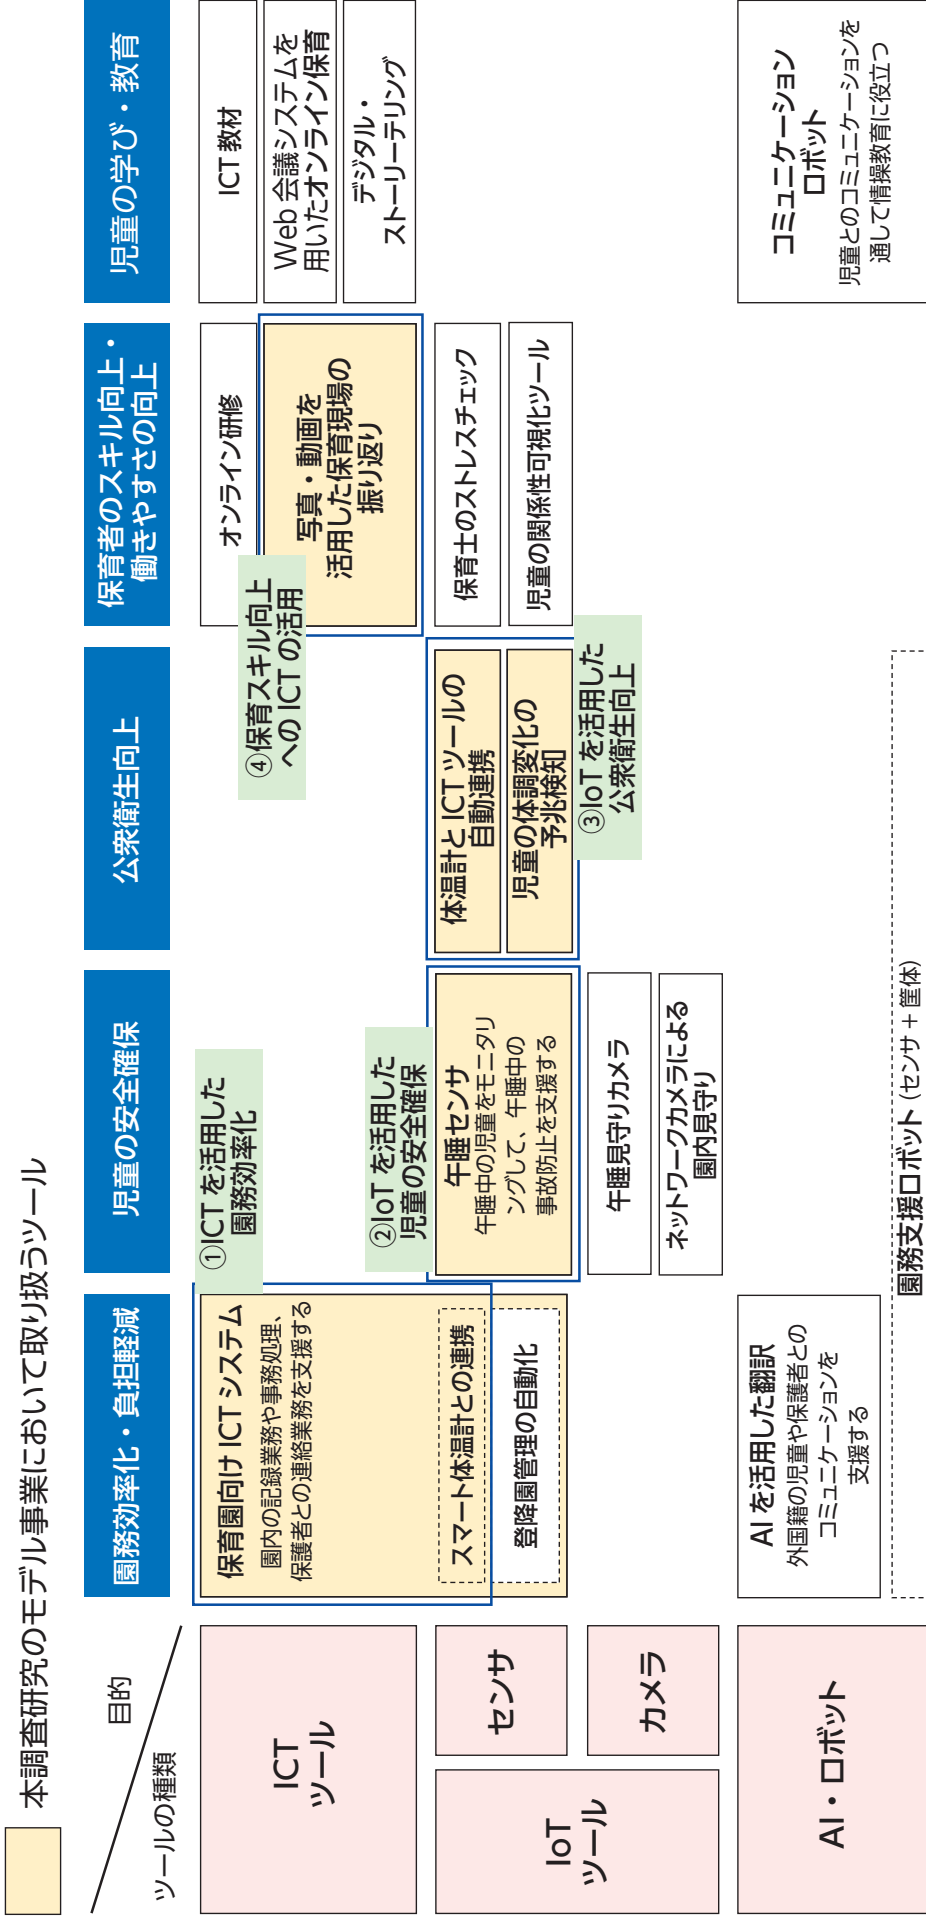 本調査研究のモデル事業において取り扱うツール
目的
ツールの種類
園務効率化・負担軽減
児童の安全確保
公衆衛生向上
保育者のスキル向上・
働きやすさの向上
児童の学び・教育
ICT
ツール
保育園向け ICT システム
園内の記録業務や事務処理、
保護者との連絡業務を支援する
①ICT を活用した
園務効率化
④保育スキル向上
への ICT の活用
オンライン研修
写真・動画を
活用した保育現場の
振り返り
ICT 教材
Web 会議システムを
用いたオンライン保育
デジタル・
ストーリーテリング
IoT
ツール
センサ
スマート体温計との連携
登降園管理の自動化
②IoT を活用した
児童の安全確保
午睡センサ
午睡中の児童をモニタリ
ングして、午睡中の
事故防止を支援する
体温計と ICT ツールの
自動連携
児童の体調変化の
予兆検知
③IoT を活用した
公衆衛生向上
保育士のストレスチェック
児童の関係性可視化ツール
カメラ
午睡見守りカメラ
ネットワークカメラによる
園内見守り
AI・ロボット
AI を活用した翻訳
外国籍の児童や保護者との
コミュニケーションを
支援する
園務支援ロボット (センサ + 筐体)
コミュニケーション
ロボット
児童とのコミュニケーションを
通して情操教育に役立つ